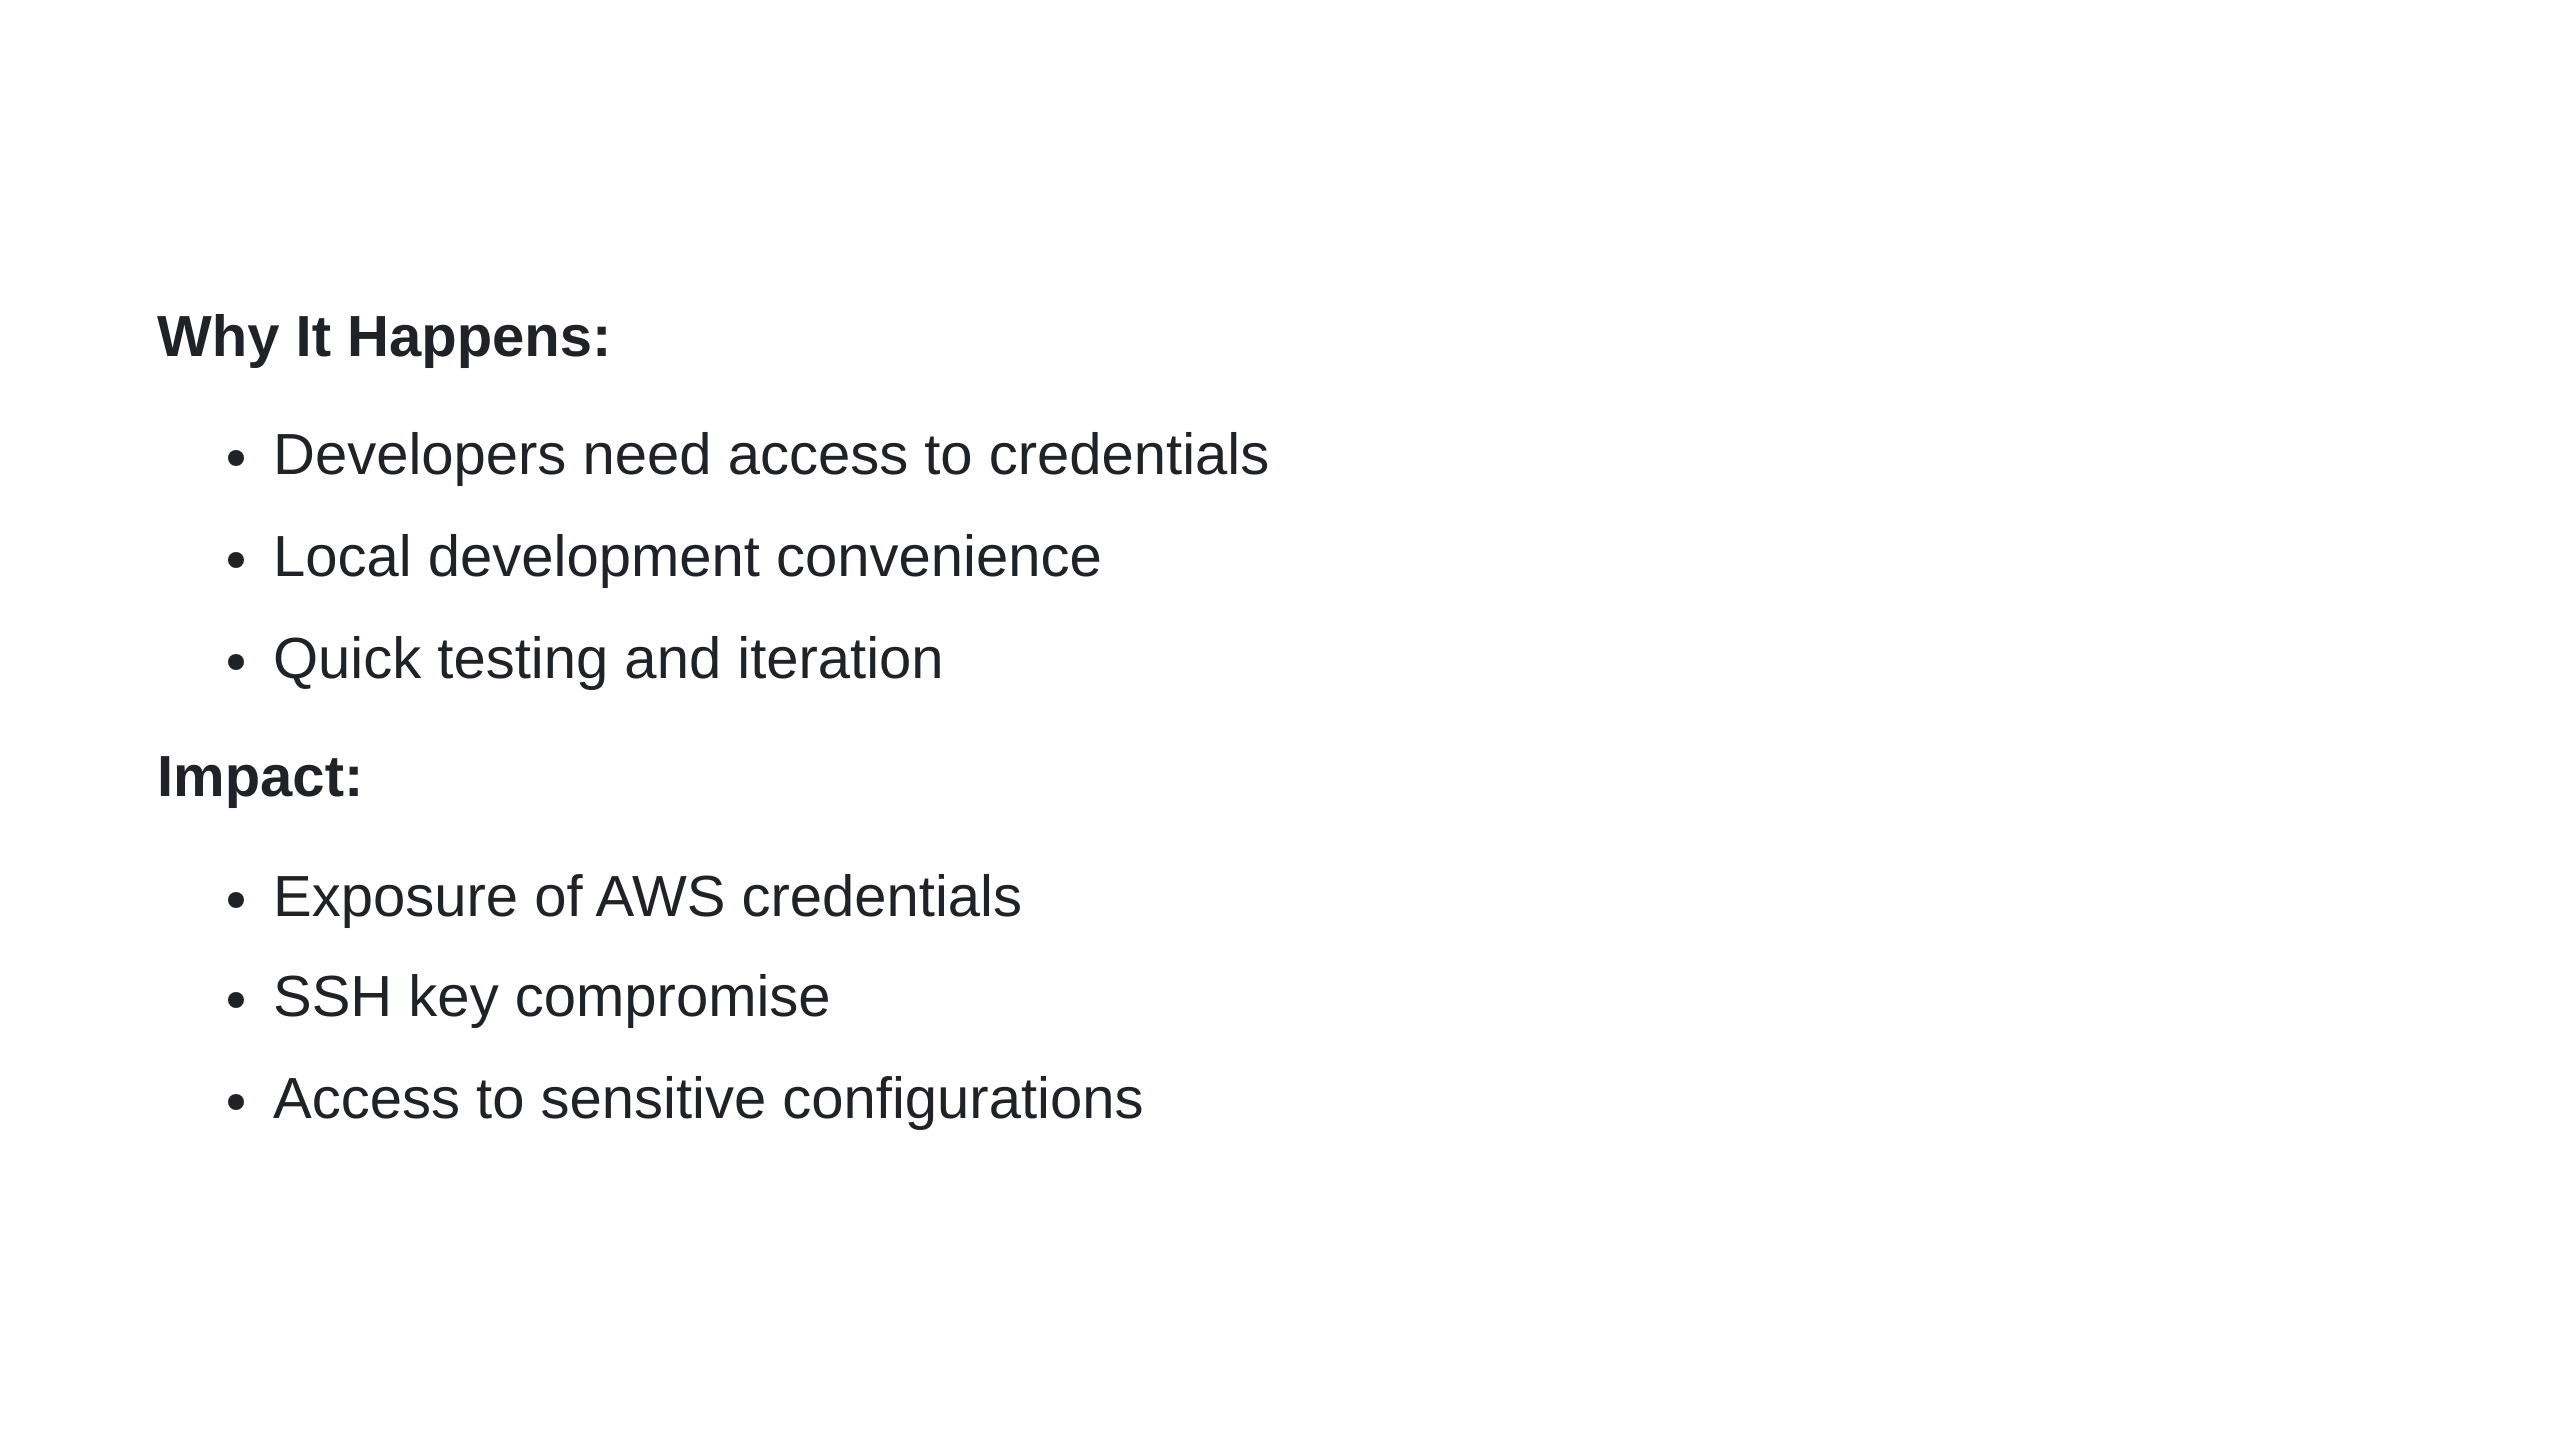 Why It Happens:
• Developers need access to credentials
• Local development convenience
• Quick testing and iteration
Impact:
• Exposure of AWS credentials
• SSH key compromise
• Access to sensitive configurations